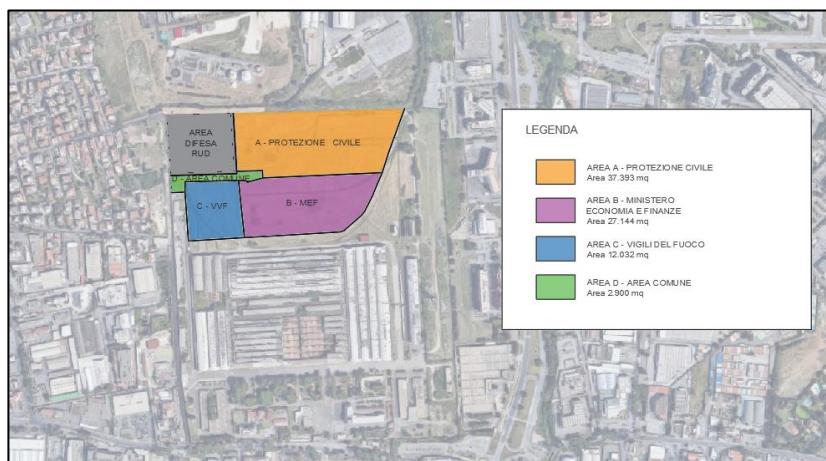 AREA
DIFESA
RUD
A - PROTEZIONE CIVILE
D - AREA COMUNE
C - VVF
B - MEF
LEGENDA
AREA A - PROTEZIONE CIVILE
Area 37.393 mq
AREA B - MINISTERO
ECONOMIA E FINANZE
Area 27.144 mq
AREA C - VIGILI DEL FUOCO
Area 12.032 mq
AREA D - AREA COMUNE
Area 2.900 mq